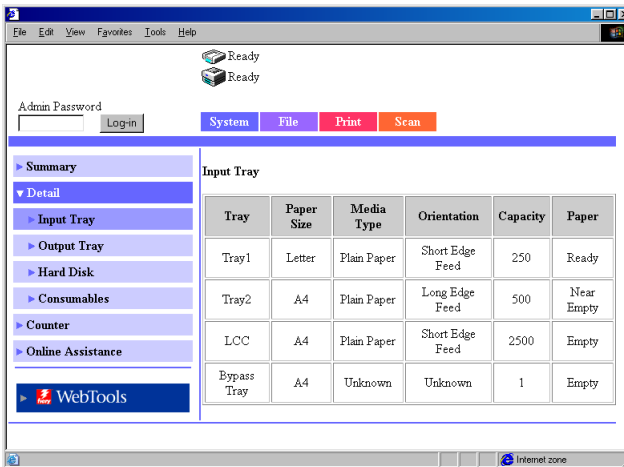 File Edit View Favorites Tools Help
Ready
Ready
Admin Password
Log-in
System File Print Scan
Summary
Detail
Input Tray
Output Tray
Hard Disk
Consumables
Counter
Online Assistance
fiery WebTools
Input Tray
Tray Paper Size Media Type Orientation Capacity Paper
Tray1 Letter Plain Paper Short Edge Feed 250 Ready
Tray2 A4 Plain Paper Long Edge Feed 500 Near Empty
LCC A4 Plain Paper Short Edge Feed 2500 Empty
Bypass Tray A4 Unknown Unknown 1 Empty
Internet zone